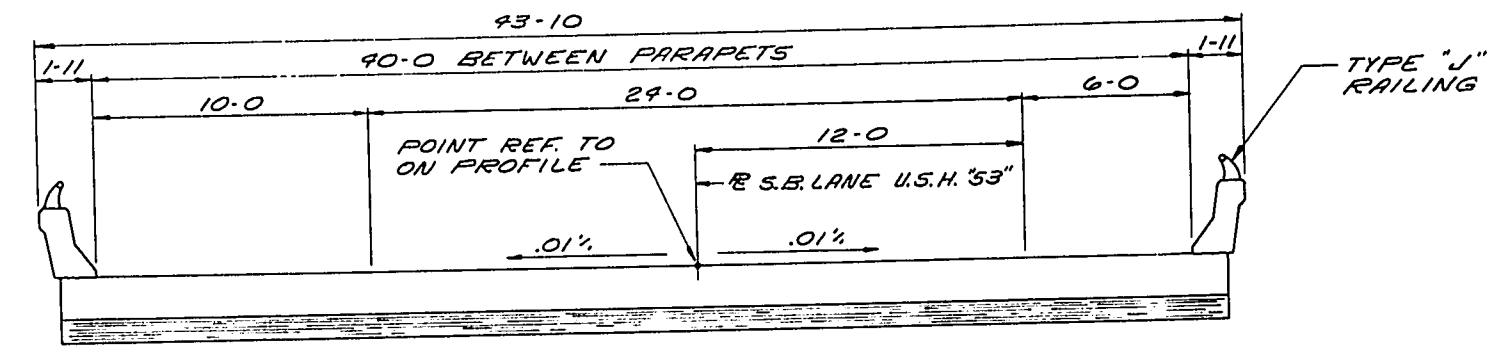 43-10
1-11
40-0 BETWEEN PARAPETS
1-11
TYPE "J"
RAILING
10-0
24-0
6-0
12-0
POINT REF. TO
ON PROFILE
℄ S.B. LANE U.S.H. "53"
.01%
.01%